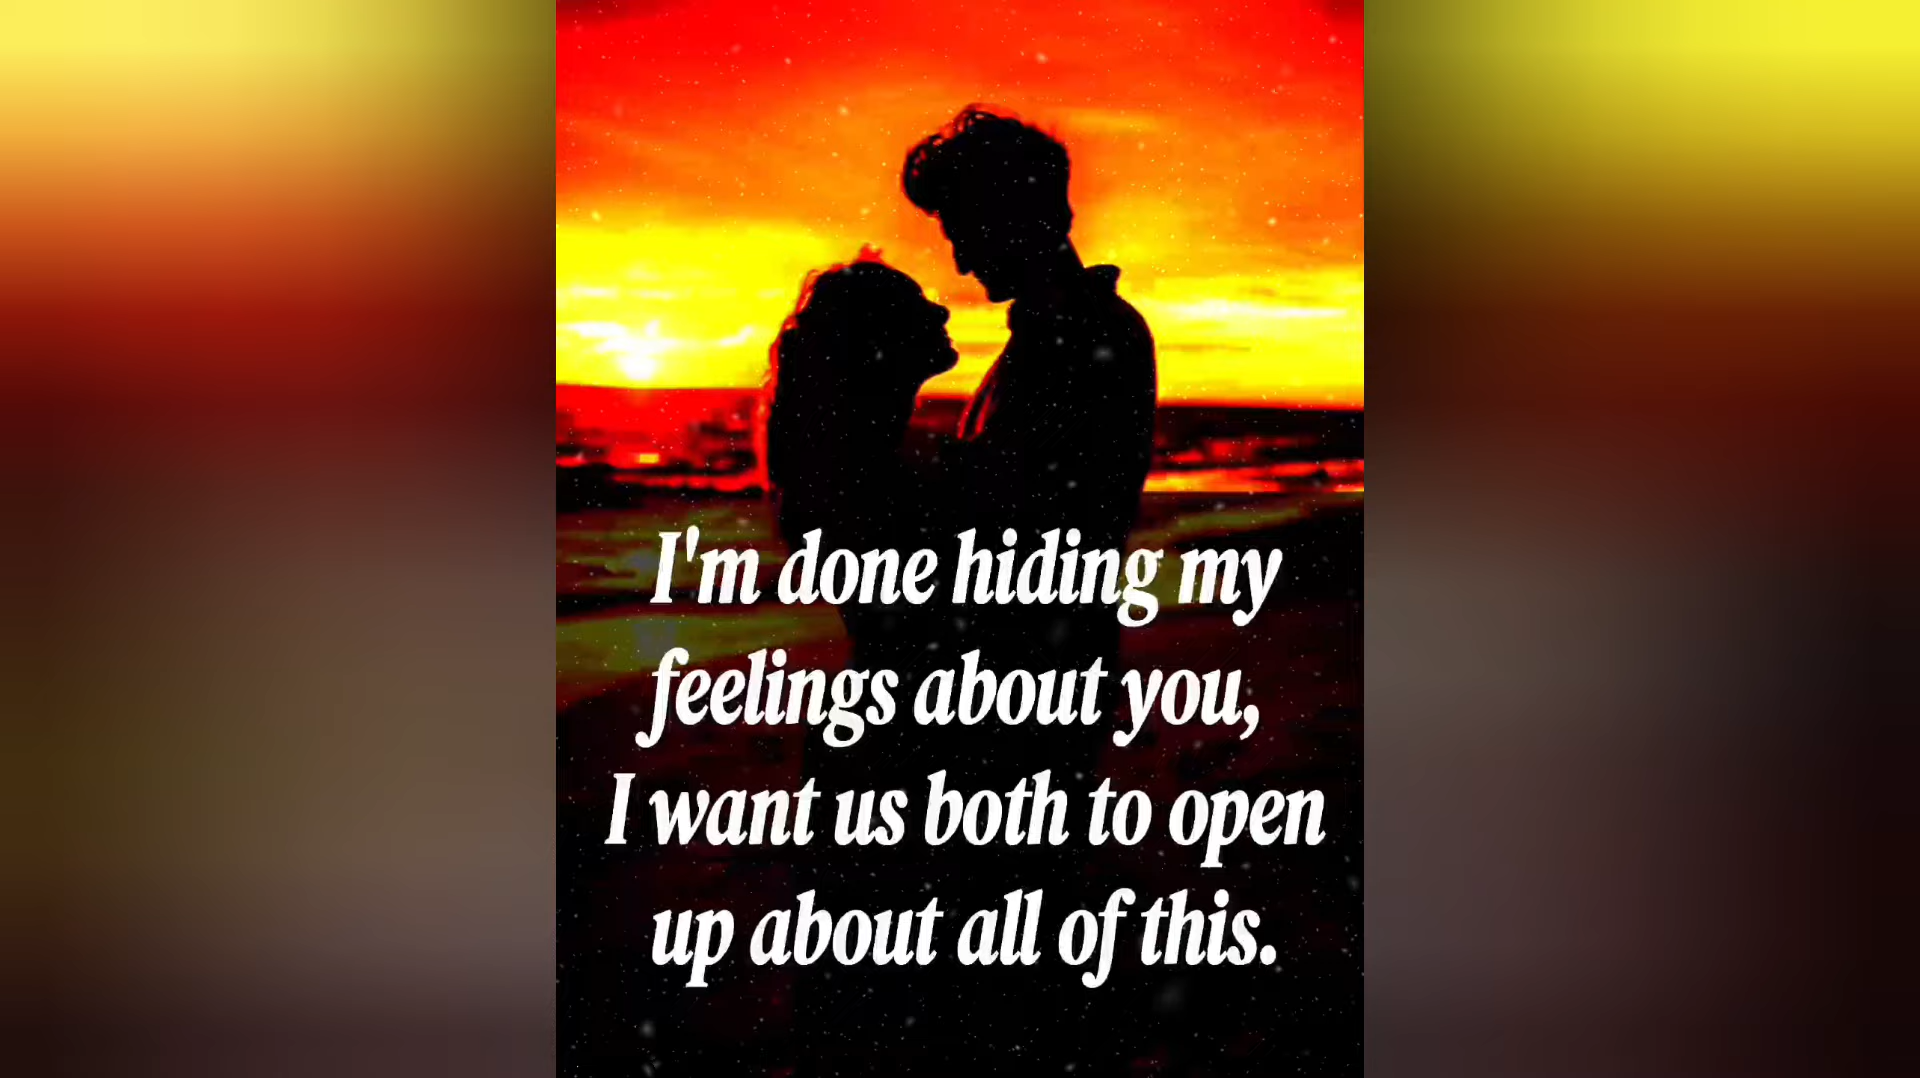 I'm done hiding my
feelings about you,
I want us both to open
up about all of this.